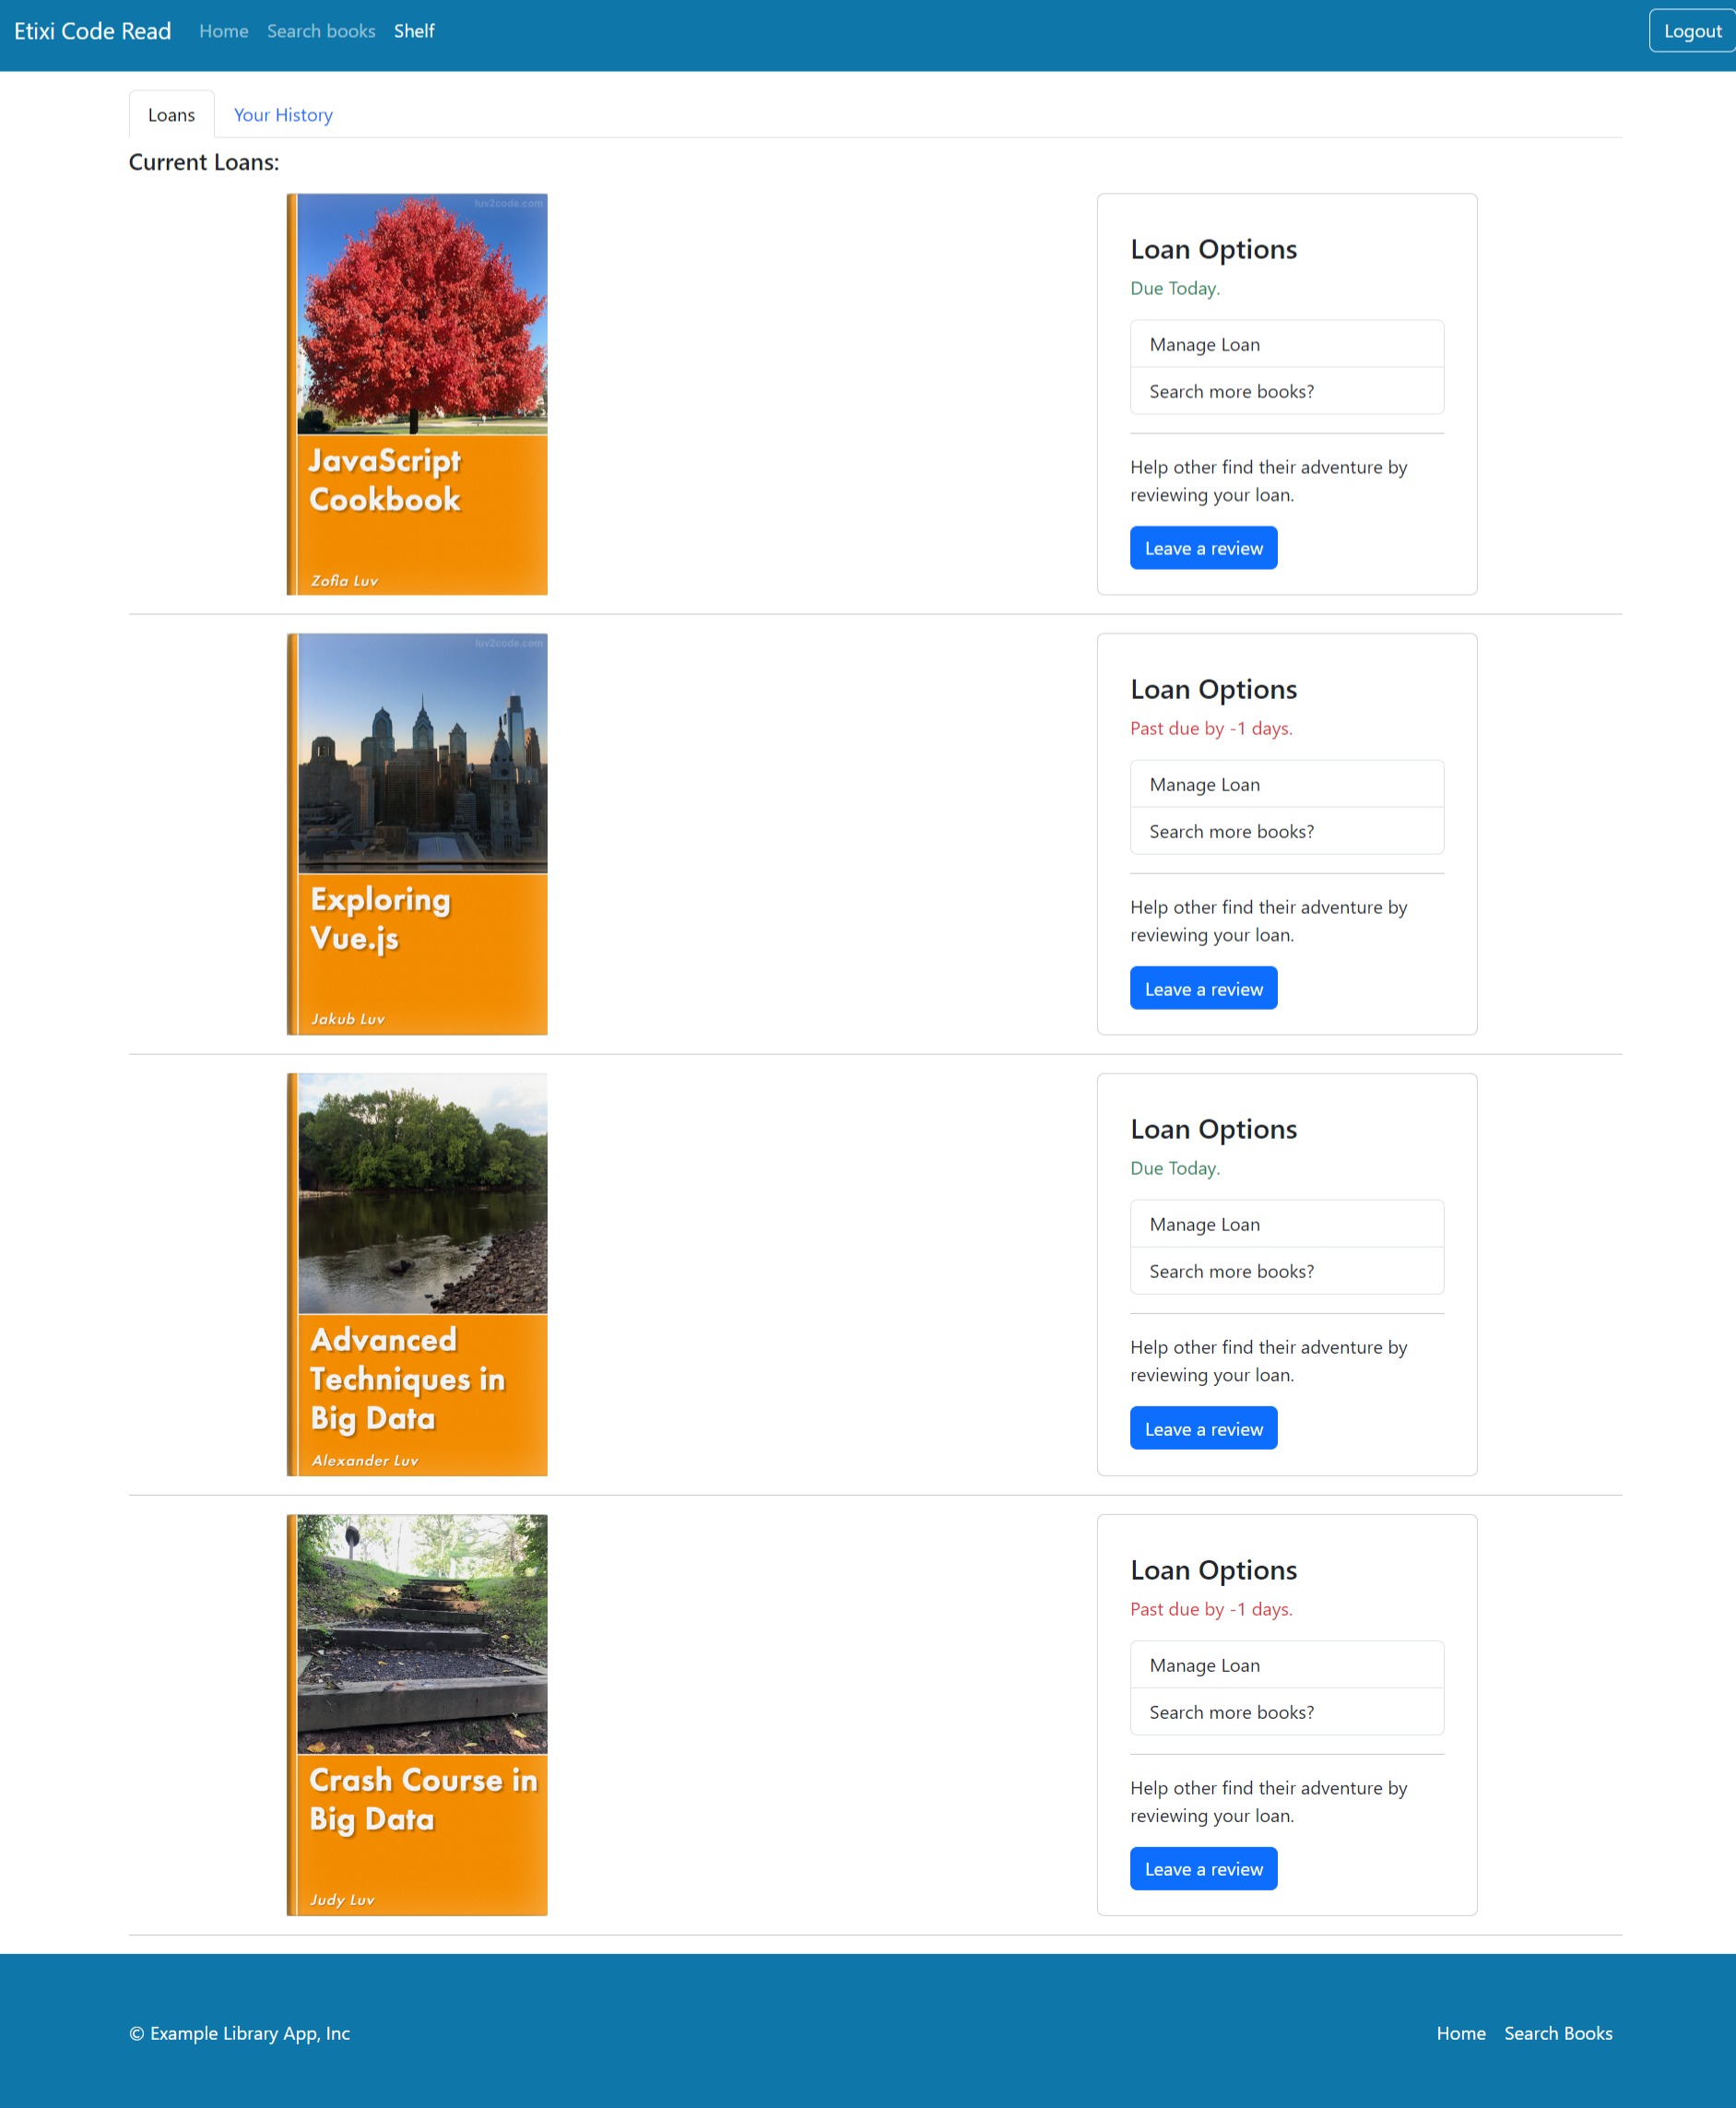 Etixi Code Read Home Search books Shelf Logout
Loans Your History
Current Loans:
luv2code.com
JavaScript
Cookbook
Zofia Luv
Loan Options
Due Today.
Manage Loan
Search more books?
Help other find their adventure by
reviewing your loan.
Leave a review
luv2code.com
Exploring
Vue.js
Jakub Luv
Loan Options
Past due by -1 days.
Manage Loan
Search more books?
Help other find their adventure by
reviewing your loan.
Leave a review
Advanced
Techniques in
Big Data
Alexander Luv
Loan Options
Due Today.
Manage Loan
Search more books?
Help other find their adventure by
reviewing your loan.
Leave a review
Crash Course in
Big Data
Judy Luv
Loan Options
Past due by -1 days.
Manage Loan
Search more books?
Help other find their adventure by
reviewing your loan.
Leave a review
© Example Library App, Inc Home Search Books